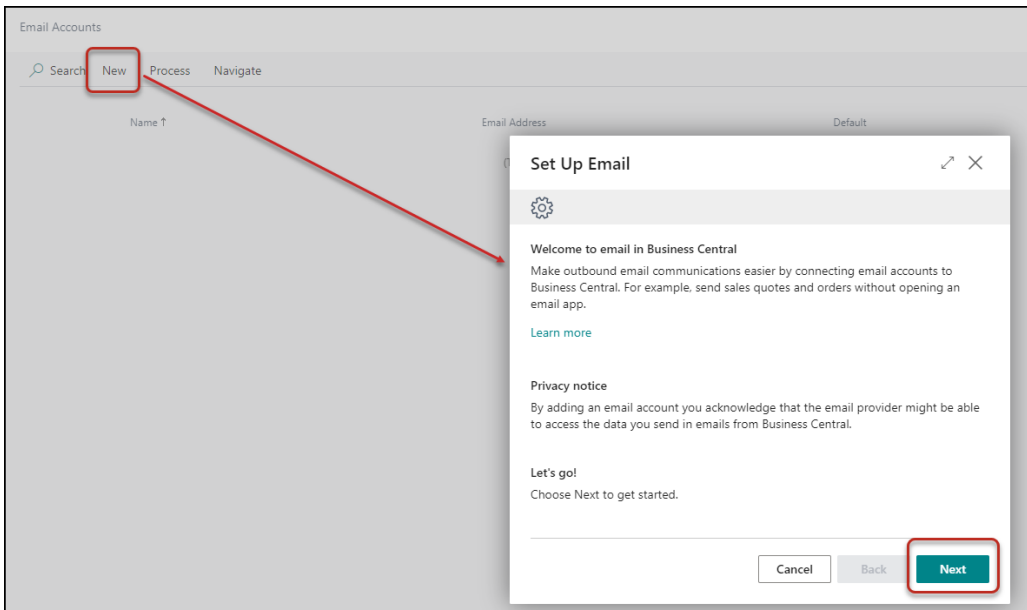 Email Accounts
Search New Process Navigate
Name ↑ Email Address Default
Set Up Email
Welcome to email in Business Central
Make outbound email communications easier by connecting email accounts to
Business Central. For example, send sales quotes and orders without opening an
email app.
Learn more
Privacy notice
By adding an email account you acknowledge that the email provider might be able
to access the data you send in emails from Business Central.
Let's go!
Choose Next to get started.
Cancel Back Next